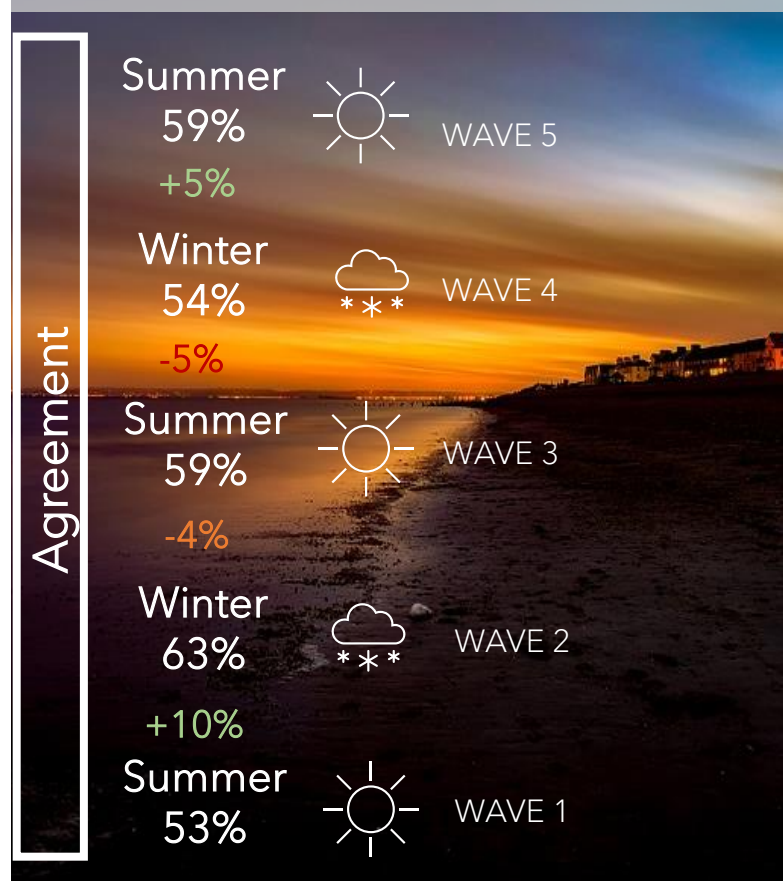 Agreement
Summer
59%
WAVE 5
+5%
Winter
54%
WAVE 4
-5%
Summer
59%
WAVE 3
-4%
Winter
63%
WAVE 2
+10%
Summer
53%
WAVE 1